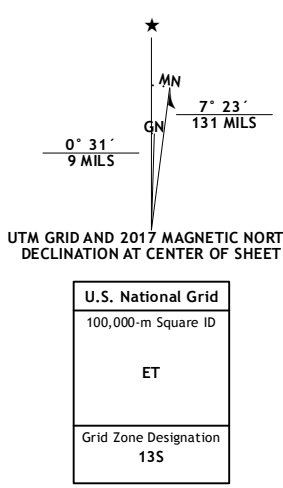 ★
MN
7° 23´
131 MILS
GN
0° 31´
9 MILS
UTM GRID AND 2017 MAGNETIC NORT
DECLINATION AT CENTER OF SHEET
U.S. National Grid
100,000-m Square ID
ET
Grid Zone Designation
13S